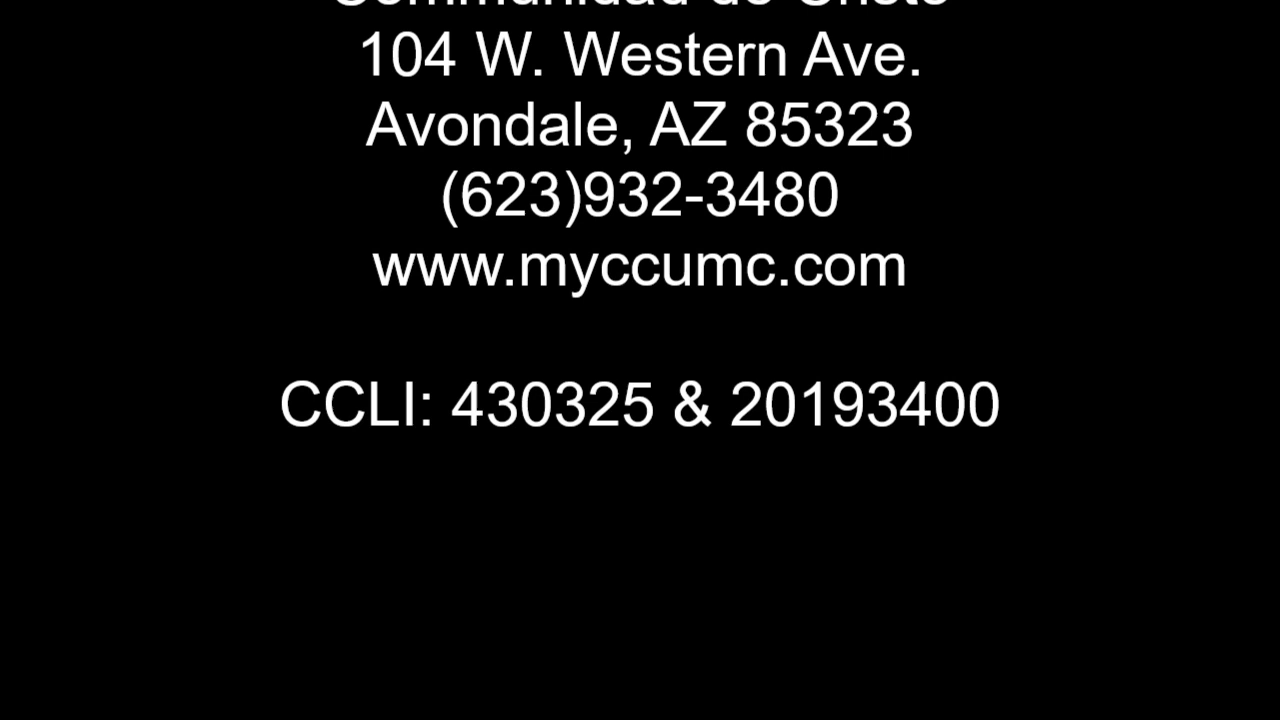 104 W. Western Ave.
Avondale, AZ 85323
(623)932-3480
www.myccumc.com
CCLI: 430325 & 20193400